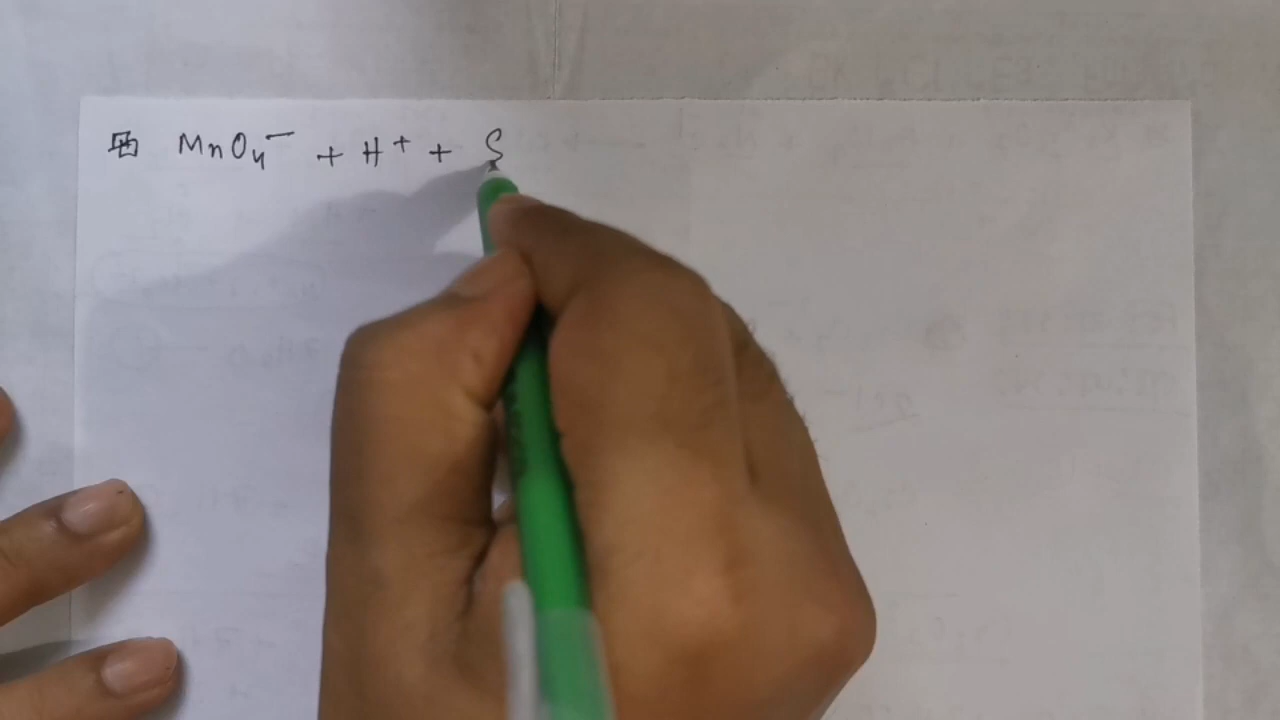 MnO₄⁻ + H⁺ + S